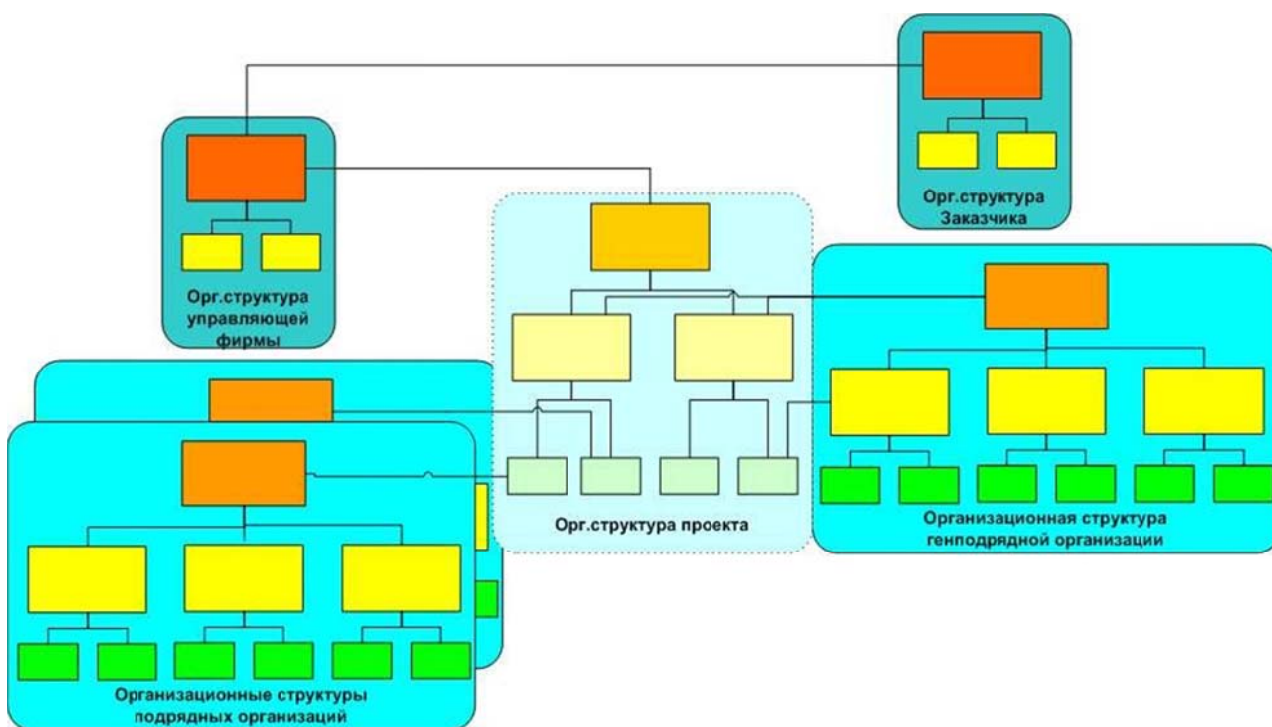 Орг.структура
Заказчика
Орг.структура
управляющей
фирмы
Орг.структура проекта
Организационная структура
генподрядной организации
Организационные структуры
подрядных организаций